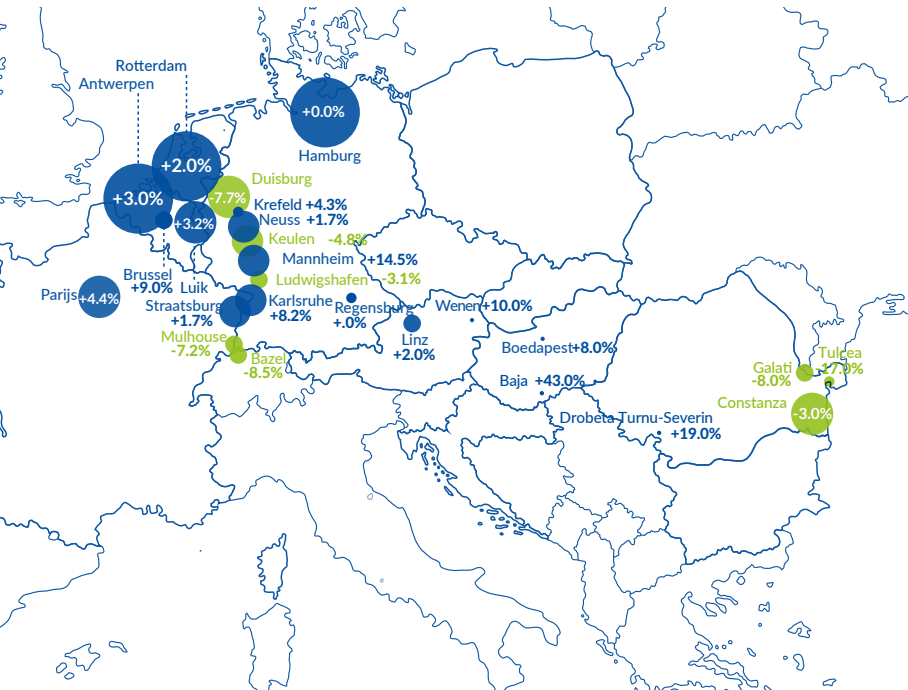 Rotterdam
Antwerpen
+0.0%
Hamburg
+2.0%
+3.0%
Duisburg
-7.7%
Krefeld +4.3%
Neuss +1.7%
+3.2%
Keulen -4.8%
Mannheim +14.5%
Brussel
+9.0%
Luik
Ludwigshafen -3.1%
Parijs
+4.4%
Straatsburg
+1.7%
Karlsruhe
+8.2%
Regensburg
+.0%
Wenen +10.0%
Linz
+2.0%
Mulhouse
-7.2%
Bazel
-8.5%
Boedapest +8.0%
Baja +43.0%
Tulcea
-17.0%
Galati
-8.0%
Constanza
-3.0%
Drobeta-Turnu-Severin
+19.0%